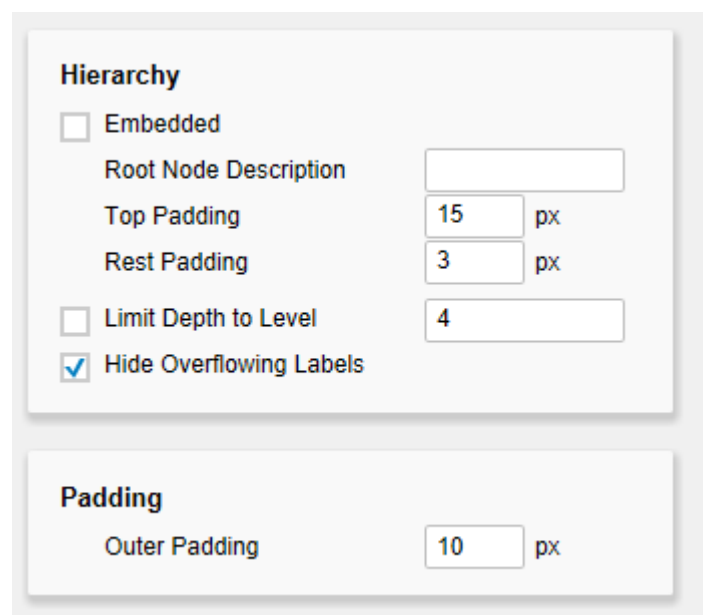 Hierarchy
Embedded
Root Node Description
Top Padding 15 px
Rest Padding 3 px
Limit Depth to Level 4
Hide Overflowing Labels
Padding
Outer Padding 10 px